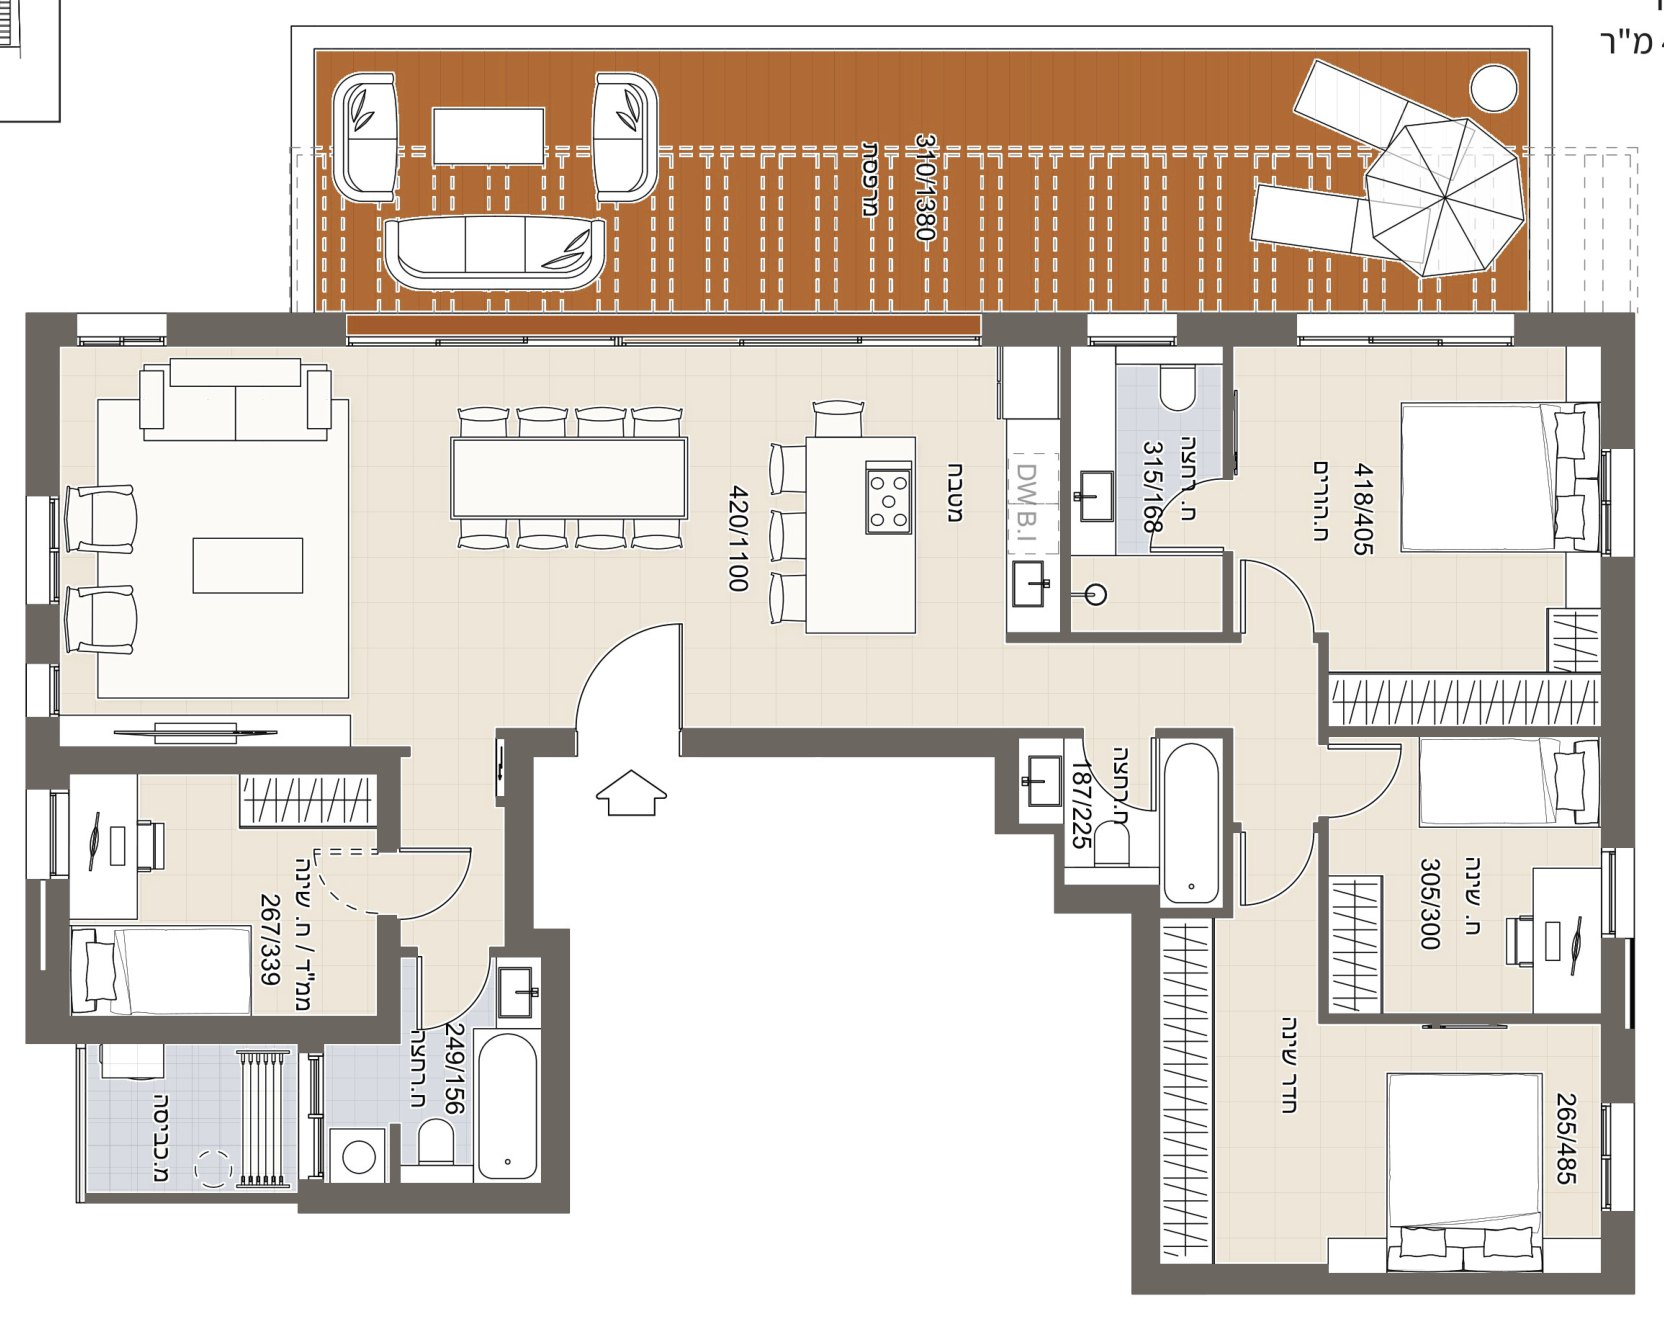 מ"ר
מרפסת
310/1380
מטבח
420/1100
DW
B.I
ח. רחצה
315/168
ח.הורים
418/405
ח.רחצה
187/225
ח. שינה
305/300
חדר שינה
265/485
ממ"ד / ח. שינה
267/339
ח.רחצה
249/156
מ.כביסה